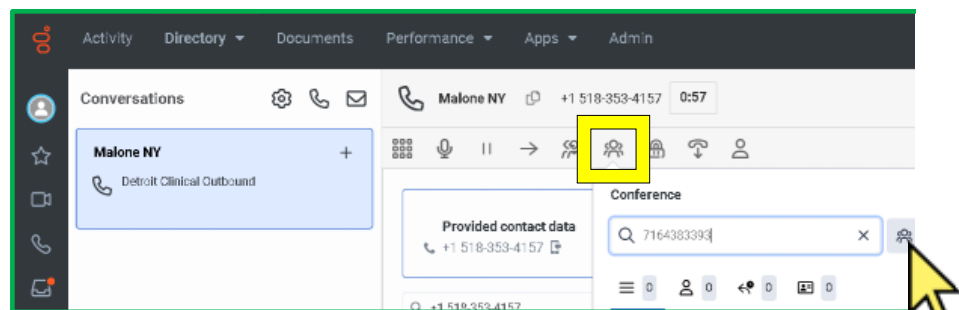 Activity Directory Documents Performance Apps Admin
Conversations
Malone NY +1 518-353-4157 0:57
Malone NY
Detroit Clinical Outbound
Conference
Provided contact data
+1 518-353-4157
7164383393
0 0 0 0
+1 518-353-4157